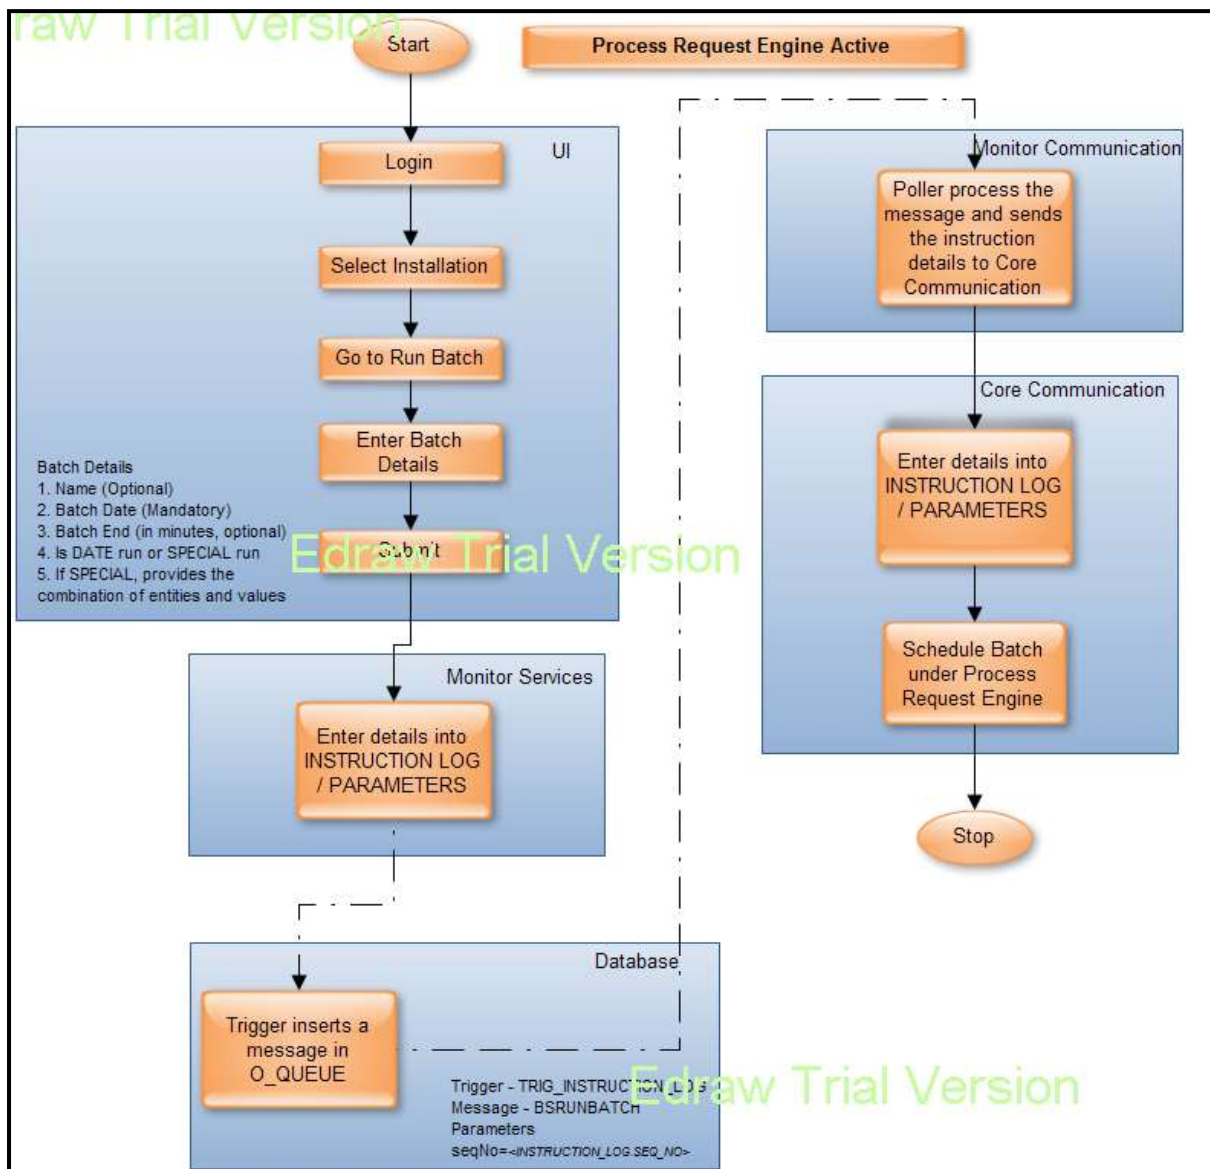 raw Trial Version
Start
Process Request Engine Active
UI
Login
Select Installation
Go to Run Batch
Enter Batch
Details
Submit
Batch Details
1. Name (Optional)
2. Batch Date (Mandatory)
3. Batch End (in minutes, optional)
4. Is DATE run or SPECIAL run
5. If SPECIAL, provides the
combination of entities and values
Edraw Trial Version
Monitor Services
Enter details into
INSTRUCTION LOG
/ PARAMETERS
Database
Trigger inserts a
message in
O_QUEUE
Trigger - TRIG_INSTRUCTION_LOG
Message - BSRUNBATCH
Parameters
seqNo=<INSTRUCTION_LOG.SEQ_NO>
Edraw Trial Version
Monitor Communication
Poller process the
message and sends
the instruction
details to Core
Communication
Core Communication
Enter details into
INSTRUCTION LOG
/ PARAMETERS
Schedule Batch
under Process
Request Engine
Stop